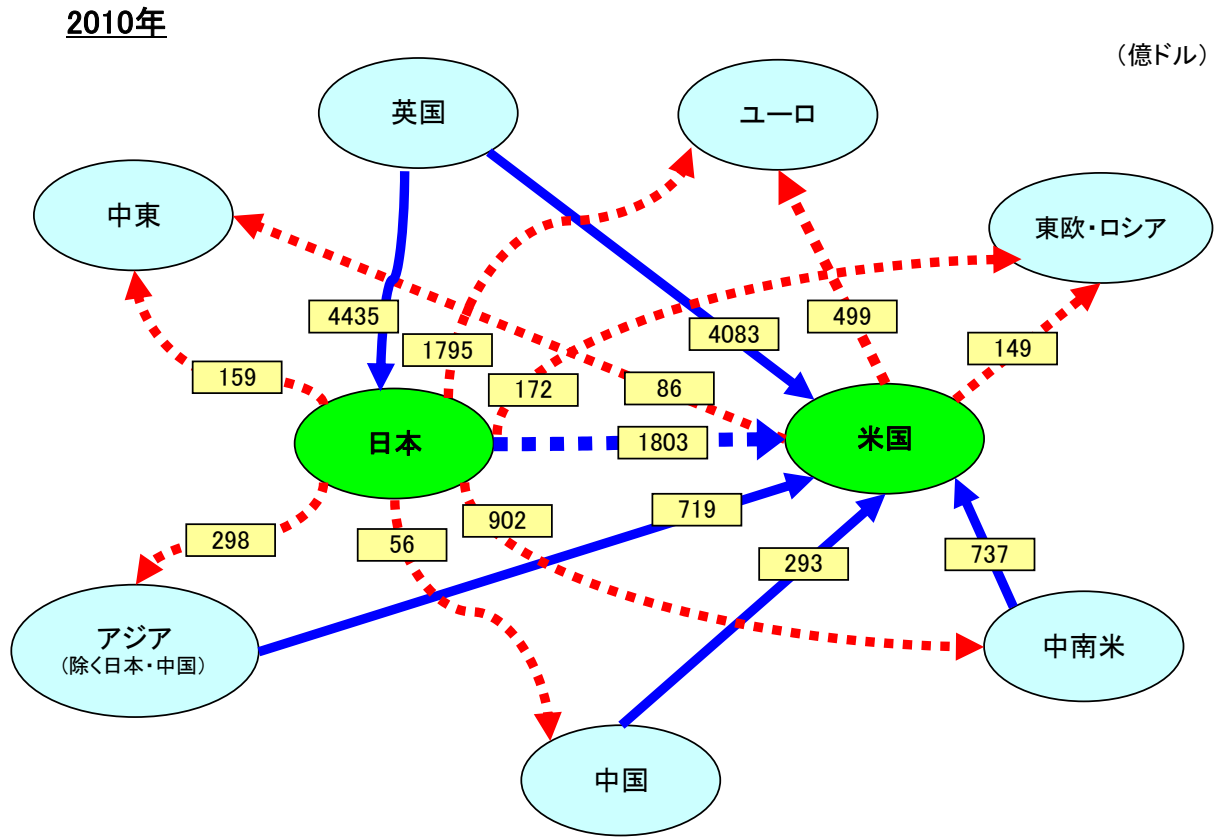 2010年
（億ドル）
英国
ユーロ
中東
東欧・ロシア
4435
1795
4083
499
149
159
172
86
日本
1803
米国
298
56
902
719
293
737
アジア
（除く日本・中国）
中南米
中国